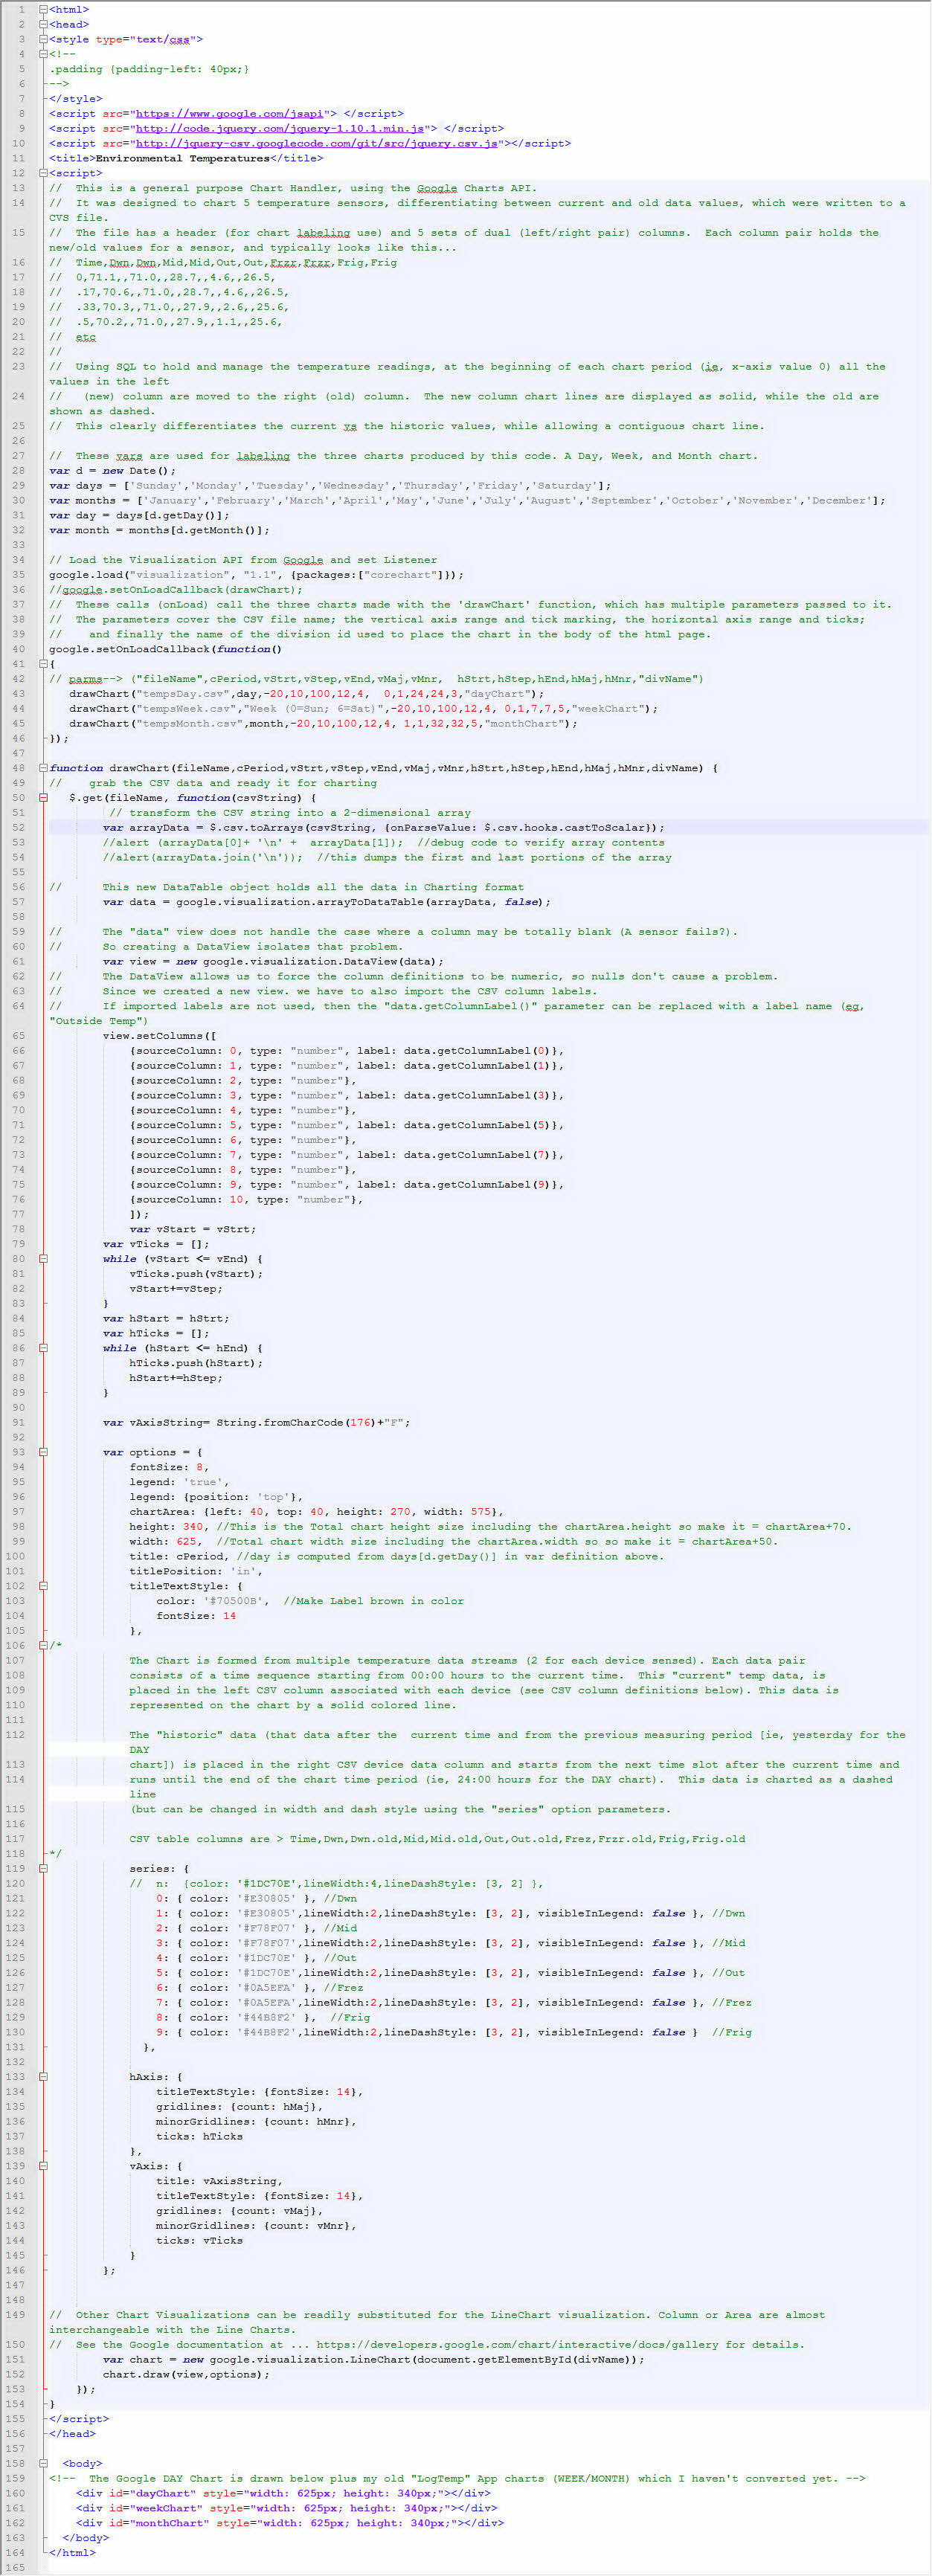 1 <html>
2 <head>
3 <style type="text/css">
4 <!--
5 .padding {padding-left: 40px;}
6 -->
7 </style>
8 <script src="https://www.google.com/jsapi"> </script>
9 <script src="http://code.jquery.com/jquery-1.10.1.min.js"> </script>
10 <script src="http://jquery-csv.googlecode.com/git/src/jquery.csv.js"></script>
11 <title>Environmental Temperatures</title>
12 <script>
13 //  This is a general purpose Chart Handler, using the Google Charts API.
14 //  It was designed to chart 5 temperature sensors, differentiating between current and old data values, which were written to a
CVS file.
15 //  The file has a header (for chart labeling use) and 5 sets of dual (left/right pair) columns.  Each column pair holds the
new/old values for a sensor, and typically looks like this...
16 //  Time,Dwn,Dwn,Mid,Mid,Out,Out,Frzr,Frzr,Frig,Frig
17 //  0,71.1,,71.0,,28.7,,4.6,,26.5,
18 //  .17,70.6,,71.0,,28.7,,4.6,,26.5,
19 //  .33,70.3,,71.0,,27.9,,2.6,,25.6,
20 //  .5,70.2,,71.0,,27.9,,1.1,,25.6,
21 //  etc
22 //
23 //  Using SQL to hold and manage the temperature readings, at the beginning of each chart period (ie, x-axis value 0) all the
values in the left
24 //   (new) column are moved to the right (old) column.  The new column chart lines are displayed as solid, while the old are
shown as dashed.
25 //  This clearly differentiates the current vs the historic values, while allowing a contiguous chart line.
26
27 //  These vars are used for labeling the three charts produced by this code. A Day, Week, and Month chart.
28 var d = new Date();
29 var days = ['Sunday','Monday','Tuesday','Wednesday','Thursday','Friday','Saturday'];
30 var months = ['January','February','March','April','May','June','July','August','September','October','November','December'];
31 var day = days[d.getDay()];
32 var month = months[d.getMonth()];
33
34 // Load the Visualization API from Google and set Listener
35 google.load("visualization", "1.1", {packages:["corechart"]});
36 //google.setOnLoadCallback(drawChart);
37 //  These calls (onLoad) call the three charts made with the 'drawChart' function, which has multiple parameters passed to it.
38 //  The parameters cover the CSV file name; the vertical axis range and tick marking, the horizontal axis range and ticks;
39 //    and finally the name of the division id used to place the chart in the body of the html page.
40 google.setOnLoadCallback(function()
41 {
42 // parms--> ("fileName",cPeriod,vStrt,vStep,vEnd,vMaj,vMnr,  hStrt,hStep,hEnd,hMaj,hMnr,"divName")
43    drawChart("tempsDay.csv",day,-20,10,100,12,4,  0,1,24,24,3,"dayChart");
44    drawChart("tempsWeek.csv","Week (0=Sun; 6=Sat)",-20,10,100,12,4, 0,1,7,7,5,"weekChart");
45    drawChart("tempsMonth.csv",month,-20,10,100,12,4, 1,1,32,32,5,"monthChart");
46 });
47
48 function drawChart(fileName,cPeriod,vStrt,vStep,vEnd,vMaj,vMnr,hStrt,hStep,hEnd,hMaj,hMnr,divName) {
49 //    grab the CSV data and ready it for charting
50    $.get(fileName, function(csvString) {
51          // transform the CSV string into a 2-dimensional array
52         var arrayData = $.csv.toArrays(csvString, {onParseValue: $.csv.hooks.castToScalar});
53         //alert (arrayData[0]+ '\n' +  arrayData[1]);  //debug code to verify array contents
54         //alert(arrayData.join('\n'));  //this dumps the first and last portions of the array
55
56 //      This new DataTable object holds all the data in Charting format
57         var data = google.visualization.arrayToDataTable(arrayData, false);
58
59 //      The "data" view does not handle the case where a column may be totally blank (A sensor fails?).
60 //      So creating a DataView isolates that problem.
61         var view = new google.visualization.DataView(data);
62 //      The DataView allows us to force the column definitions to be numeric, so nulls don't cause a problem.
63 //      Since we created a new view. we have to also import the CSV column labels.
64 //      If imported labels are not used, then the "data.getColumnLabel()" parameter can be replaced with a label name (eg,
"Outside Temp")
65         view.setColumns([
66             {sourceColumn: 0, type: "number", label: data.getColumnLabel(0)},
67             {sourceColumn: 1, type: "number", label: data.getColumnLabel(1)},
68             {sourceColumn: 2, type: "number"},
69             {sourceColumn: 3, type: "number", label: data.getColumnLabel(3)},
70             {sourceColumn: 4, type: "number"},
71             {sourceColumn: 5, type: "number", label: data.getColumnLabel(5)},
72             {sourceColumn: 6, type: "number"},
73             {sourceColumn: 7, type: "number", label: data.getColumnLabel(7)},
74             {sourceColumn: 8, type: "number"},
75             {sourceColumn: 9, type: "number", label: data.getColumnLabel(9)},
76             {sourceColumn: 10, type: "number"},
77             ]);
78             var vStart = vStrt;
79         var vTicks = [];
80         while (vStart <= vEnd) {
81             vTicks.push(vStart);
82             vStart+=vStep;
83         }
84         var hStart = hStrt;
85         var hTicks = [];
86         while (hStart <= hEnd) {
87             hTicks.push(hStart);
88             hStart+=hStep;
89         }
90
91         var vAxisString= String.fromCharCode(176)+"F";
92
93         var options = {
94             fontSize: 8,
95             legend: 'true',
96             legend: {position: 'top'},
97             chartArea: {left: 40, top: 40, height: 270, width: 575},
98             height: 340, //This is the Total chart height size including the chartArea.height so make it = chartArea+70.
99             width: 625,  //Total chart width size including the chartArea.width so so make it = chartArea+50.
100             title: cPeriod, //day is computed from days[d.getDay()] in var definition above.
101             titlePosition: 'in',
102             titleTextStyle: {
103                 color: '#70500B',  //Make Label brown in color
104                 fontSize: 14
105             },
106 /*
107             The Chart is formed from multiple temperature data streams (2 for each device sensed). Each data pair
108             consists of a time sequence starting from 00:00 hours to the current time.  This "current" temp data, is
109             placed in the left CSV column associated with each device (see CSV column definitions below). This data is
110             represented on the chart by a solid colored line.
111
112             The "historic" data (that data after the  current time and from the previous measuring period [ie, yesterday for the
DAY
113             chart]) is placed in the right CSV device data column and starts from the next time slot after the current time and
114             runs until the end of the chart time period (ie, 24:00 hours for the DAY chart).  This data is charted as a dashed
line
115             (but can be changed in width and dash style using the "series" option parameters.
116
117             CSV table columns are > Time,Dwn,Dwn.old,Mid,Mid.old,Out,Out.old,Frez,Frzr.old,Frig,Frig.old
118 */
119             series: {
120             //  n:  {color: '#1DC70E',lineWidth:4,lineDashStyle: [3, 2] },
121                 0: { color: '#E30805' }, //Dwn
122                 1: { color: '#E30805',lineWidth:2,lineDashStyle: [3, 2], visibleInLegend: false }, //Dwn
123                 2: { color: '#F78F07' }, //Mid
124                 3: { color: '#F78F07',lineWidth:2,lineDashStyle: [3, 2], visibleInLegend: false }, //Mid
125                 4: { color: '#1DC70E' }, //Out
126                 5: { color: '#1DC70E',lineWidth:2,lineDashStyle: [3, 2], visibleInLegend: false }, //Out
127                 6: { color: '#0A5EFA' }, //Frez
128                 7: { color: '#0A5EFA',lineWidth:2,lineDashStyle: [3, 2], visibleInLegend: false }, //Frez
129                 8: { color: '#44B8F2' },  //Frig
130                 9: { color: '#44B8F2',lineWidth:2,lineDashStyle: [3, 2], visibleInLegend: false }  //Frig
131               },
132
133             hAxis: {
134                 titleTextStyle: {fontSize: 14},
135                 gridlines: {count: hMaj},
136                 minorGridlines: {count: hMnr},
137                 ticks: hTicks
138             },
139             vAxis: {
140                 title: vAxisString,
141                 titleTextStyle: {fontSize: 14},
142                 gridlines: {count: vMaj},
143                 minorGridlines: {count: vMnr},
144                 ticks: vTicks
145             }
146         };
147
148
149 //  Other Chart Visualizations can be readily substituted for the LineChart visualization. Column or Area are almost
interchangeable with the Line Charts.
150 //  See the Google documentation at ... https://developers.google.com/chart/interactive/docs/gallery for details.
151         var chart = new google.visualization.LineChart(document.getElementById(divName));
152         chart.draw(view,options);
153     });
154 }
155 </script>
156 </head>
157
158   <body>
159 <!--  The Google DAY Chart is drawn below plus my old "LogTemp" App charts (WEEK/MONTH) which I haven't converted yet. -->
160     <div id="dayChart" style="width: 625px; height: 340px;"></div>
161     <div id="weekChart" style="width: 625px; height: 340px;"></div>
162     <div id="monthChart" style="width: 625px; height: 340px;"></div>
163   </body>
164 </html>
165